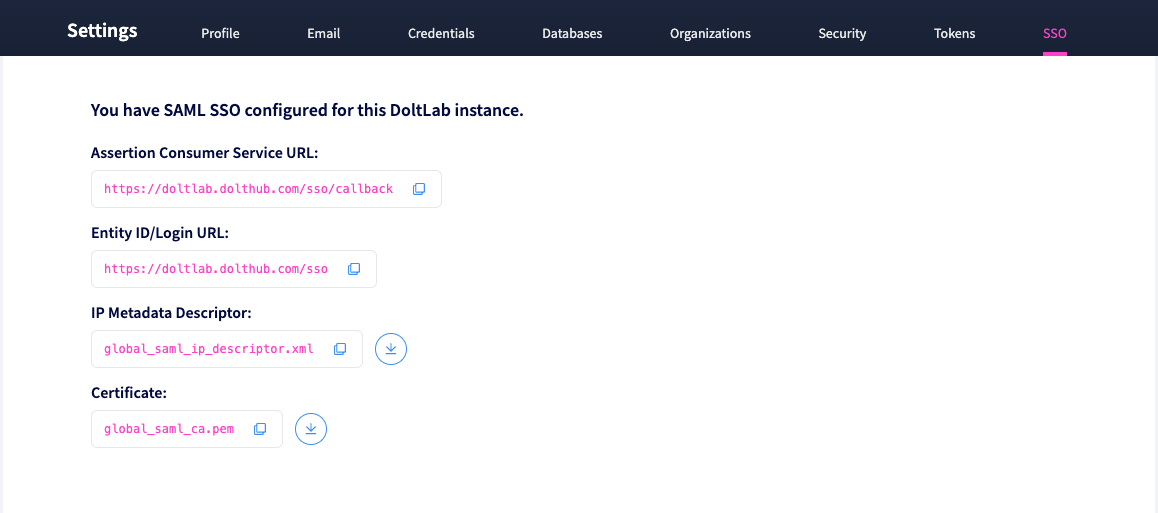 Settings
Profile
Email
Credentials
Databases
Organizations
Security
Tokens
SSO
You have SAML SSO configured for this DoltLab instance.
Assertion Consumer Service URL:
https://doltlab.dolthub.com/sso/callback
Entity ID/Login URL:
https://doltlab.dolthub.com/sso
IP Metadata Descriptor:
global_saml_ip_descriptor.xml
Certificate:
global_saml_ca.pem